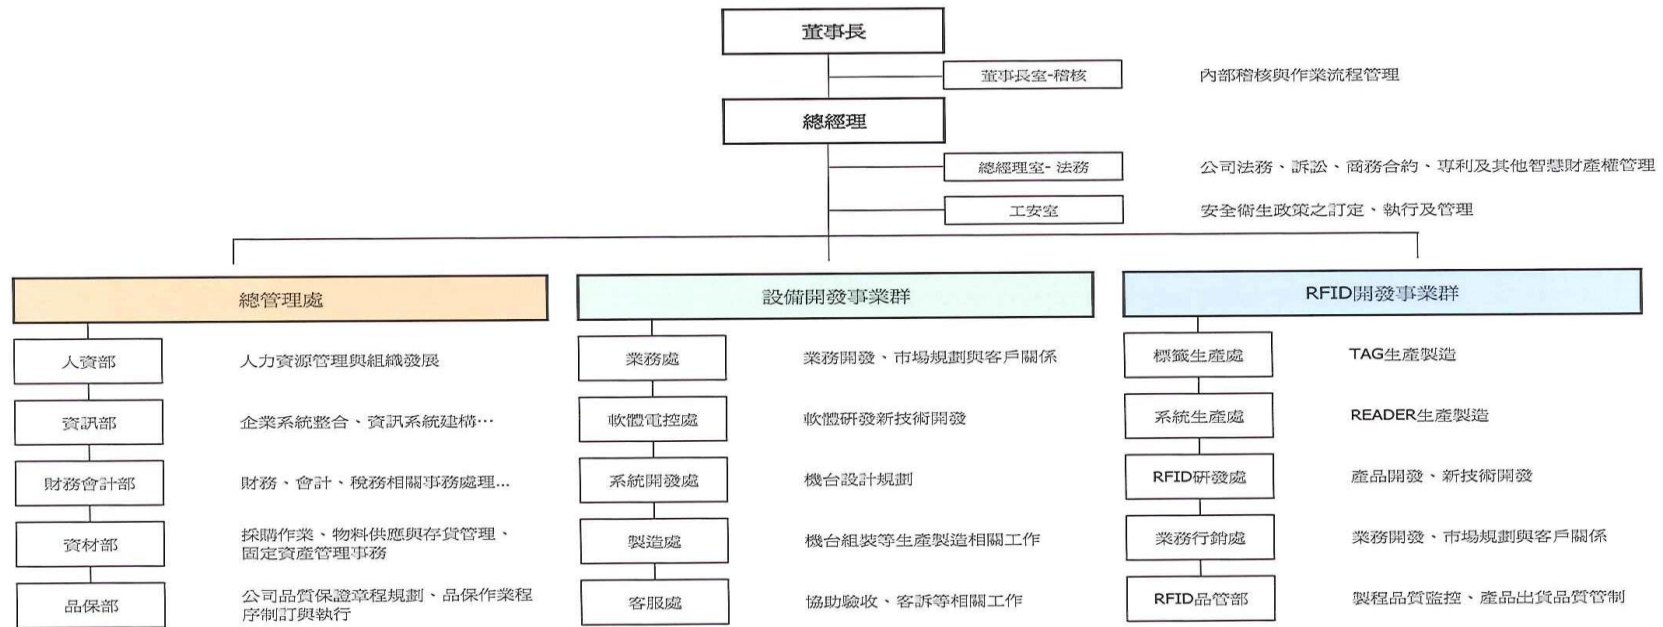 董事長
董事長室-稽核
內部稽核與作業流程管理
總經理
總經理室- 法務
公司法務、訴訟、商務合約、專利及其他智慧財產權管理
工安室
安全衛生政策之訂定、執行及管理
總管理處
人資部
人力資源管理與組織發展
資訊部
企業系統整合、資訊系統建構…
財務會計部
財務、會計、稅務相關事務處理...
資材部
採購作業、物料供應與存貨管理、
固定資產管理事務
品保部
公司品質保證章程規劃、品保作業程
序制訂與執行
設備開發事業群
業務處
業務開發、市場規劃與客戶關係
軟體電控處
軟體研發新技術開發
系統開發處
機台設計規劃
製造處
機台組裝等生產製造相關工作
客服處
協助驗收、客訴等相關工作
RFID開發事業群
標籤生產處
TAG生產製造
系統生產處
READER生產製造
RFID研發處
產品開發、新技術開發
業務行銷處
業務開發、市場規劃與客戶關係
RFID品管部
製程品質監控、產品出貨品質管制